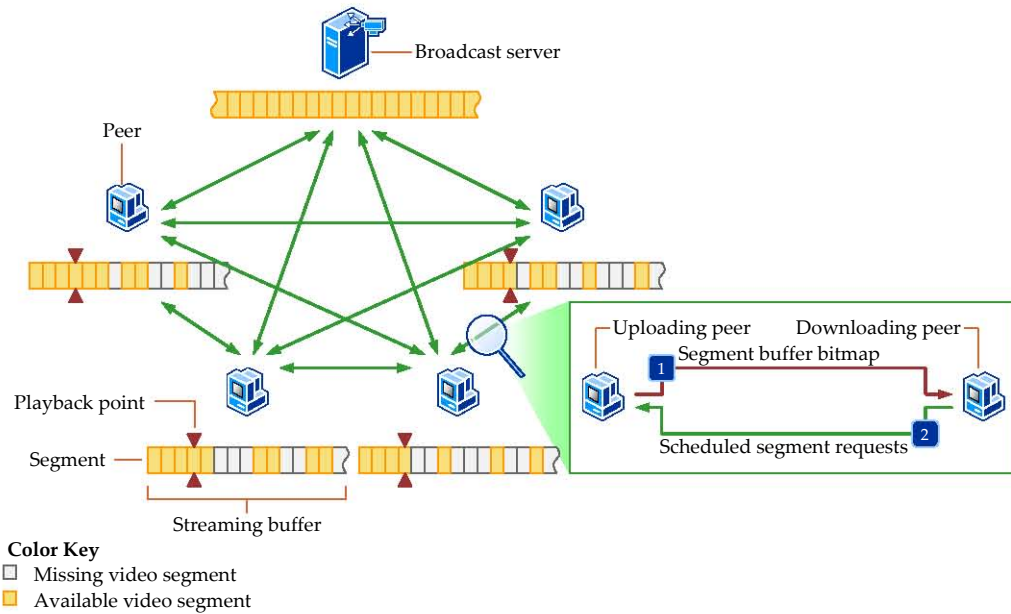 Broadcast server
Peer
Uploading peer
Downloading peer
Segment buffer bitmap
1
Playback point
2
Scheduled segment requests
Segment
Streaming buffer
Color Key
Missing video segment
Available video segment